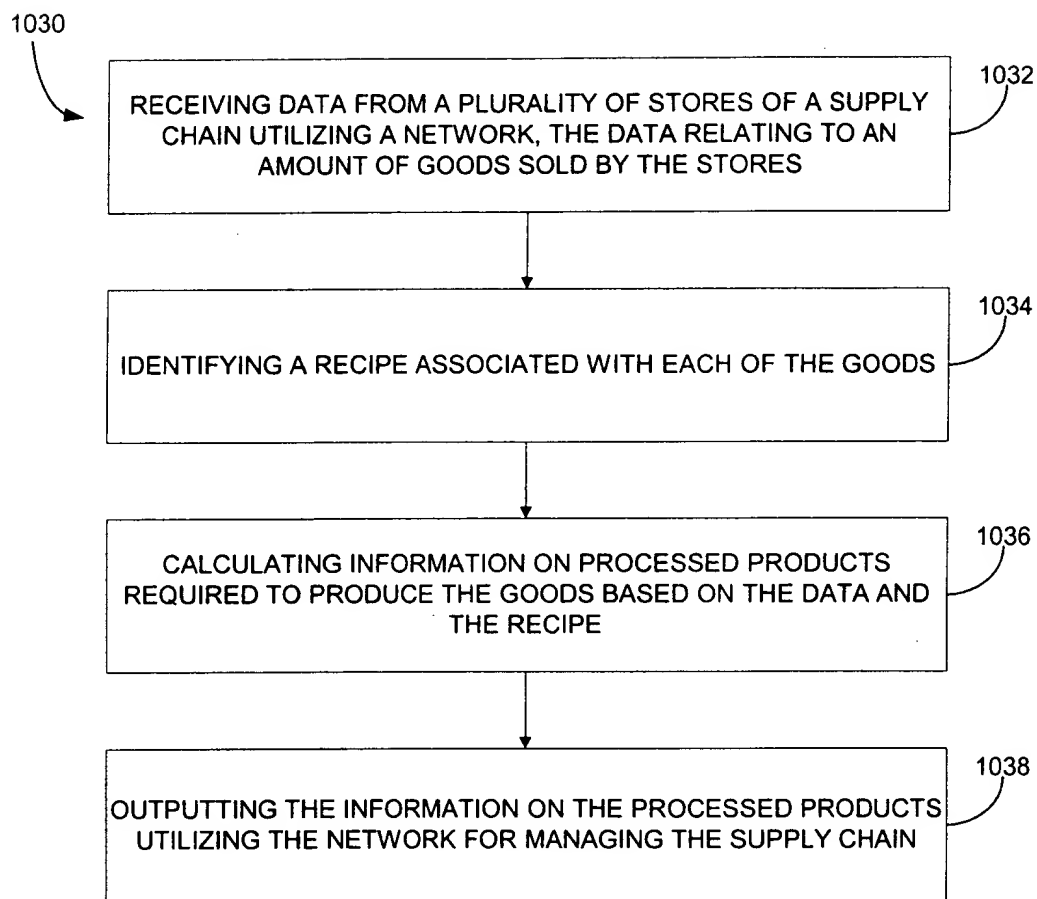 1030
1032
RECEIVING DATA FROM A PLURALITY OF STORES OF A SUPPLY
CHAIN UTILIZING A NETWORK, THE DATA RELATING TO AN
AMOUNT OF GOODS SOLD BY THE STORES
1034
IDENTIFYING A RECIPE ASSOCIATED WITH EACH OF THE GOODS
1036
CALCULATING INFORMATION ON PROCESSED PRODUCTS
REQUIRED TO PRODUCE THE GOODS BASED ON THE DATA AND
THE RECIPE
1038
OUTPUTTING THE INFORMATION ON THE PROCESSED PRODUCTS
UTILIZING THE NETWORK FOR MANAGING THE SUPPLY CHAIN